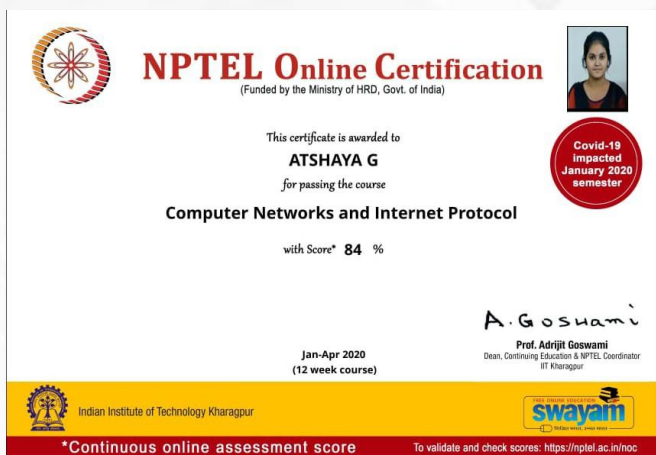 NPTEL Online Certification
(Funded by the Ministry of HRD, Govt. of India)
This certificate is awarded to
ATSHAYA G
for passing the course
Computer Networks and Internet Protocol
with Score* 84 %
Covid-19
impacted
January 2020
semester
A. Goswami
Prof. Adrijit Goswami
Dean, Continuing Education & NPTEL Coordinator
IIT Kharagpur
Jan-Apr 2020
(12 week course)
Indian Institute of Technology Kharagpur
FREE ONLINE EDUCATION
swayam
शिक्षित भारत, उन्नत भारत
*Continuous online assessment score
To validate and check scores: https://nptel.ac.in/noc